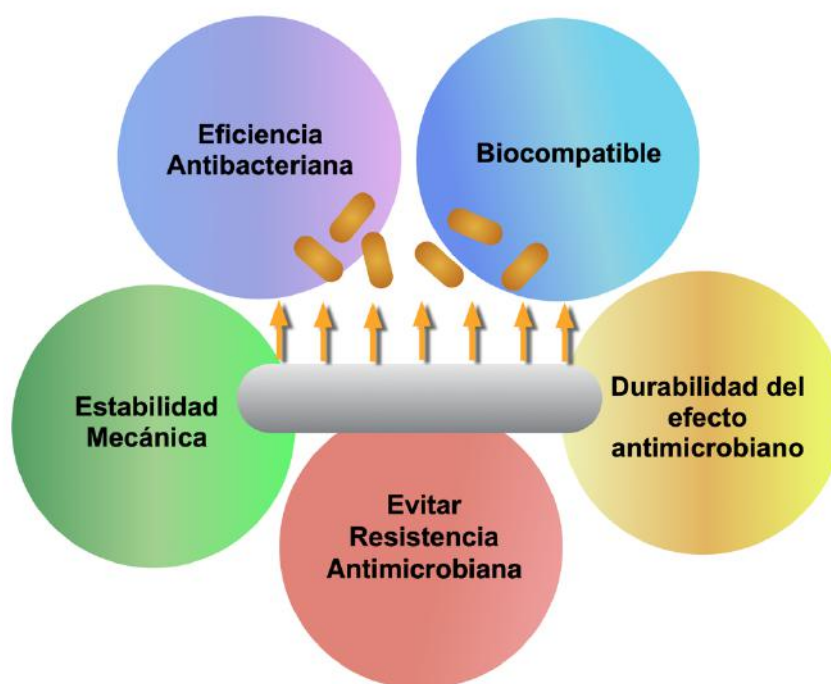 Eficiencia
Antibacteriana
Biocompatible
Estabilidad
Mecánica
Durabilidad del
efecto
antimicrobiano
Evitar
Resistencia
Antimicrobiana